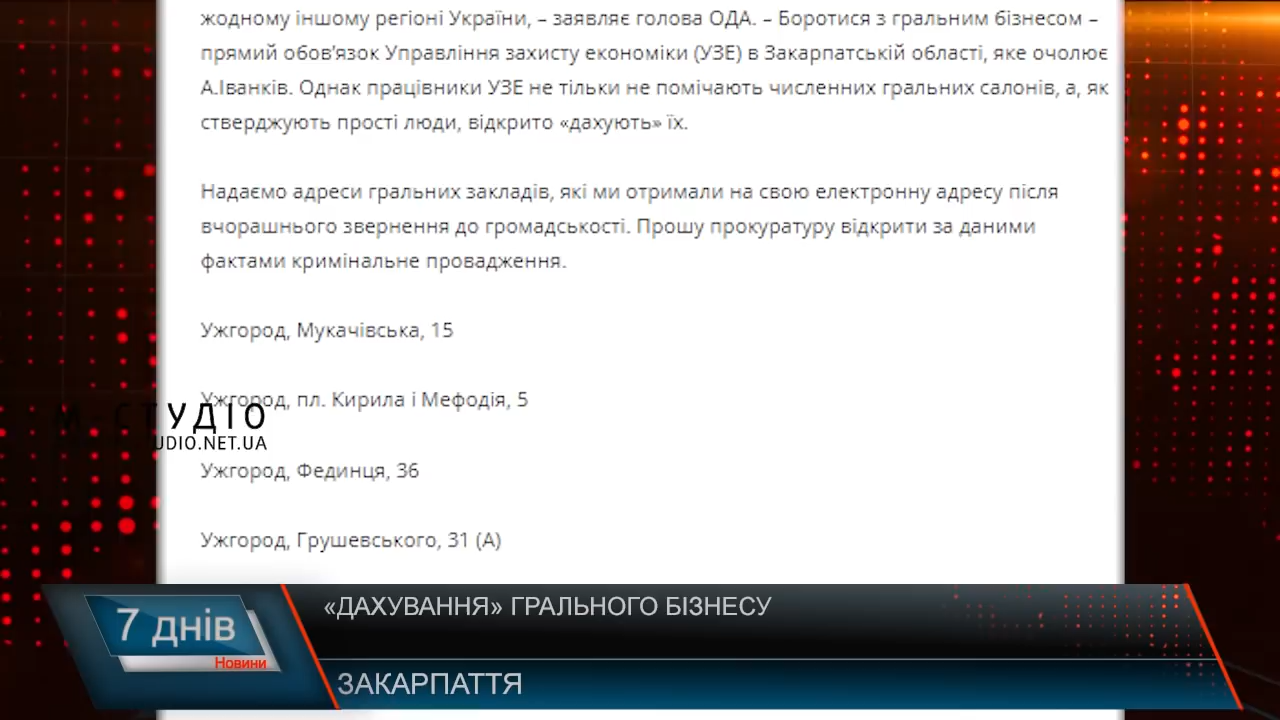 жодному іншому регіоні України, – заявляє голова ОДА. – Боротися з гральним бізнесом –
прямий обов'язок Управління захисту економіки (УЗЕ) в Закарпатській області, яке очолює
А.Іванків. Однак працівники УЗЕ не тільки не помічають численних гральних салонів, а, як
стверджують прості люди, відкрито «дахують» їх.
Надаємо адреси гральних закладів, які ми отримали на свою електронну адресу після
вчорашнього звернення до громадськості. Прошу прокуратуру відкрити за даними
фактами кримінальне провадження.
Ужгород, Мукачівська, 15
Ужгород, пл. Кирила і Мефодія, 5
М-СТУДІО
UDIO.NET.UA
Ужгород, Фединця, 36
Ужгород, Грушевського, 31 (А)
«ДАХУВАННЯ» ГРАЛЬНОГО БІЗНЕСУ
7 днів
Новини
ЗАКАРПАТТЯ